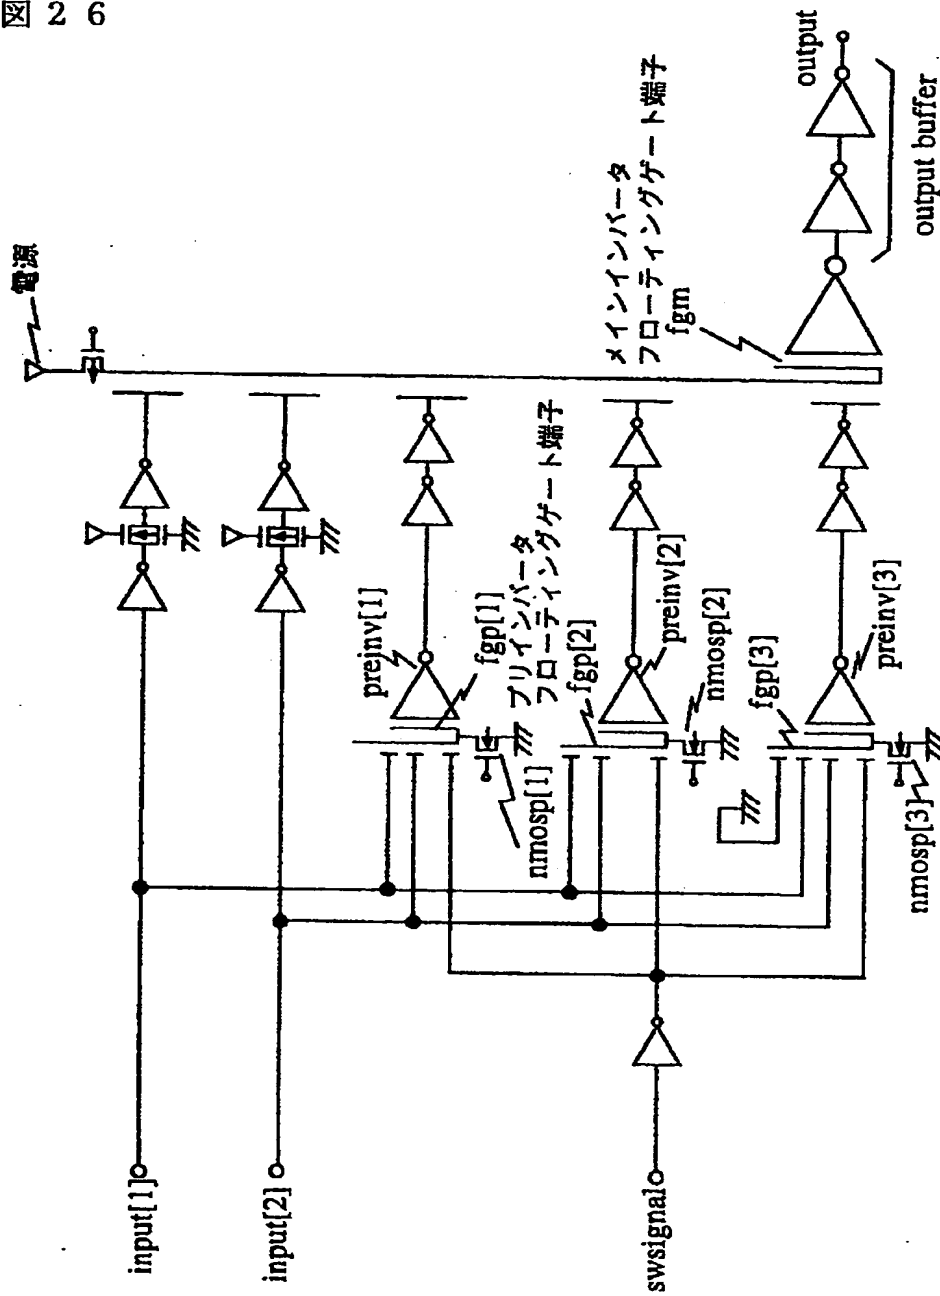 図２６
電源
input[1]
input[2]
swsignal
preinv[1]
fgp[1]
プリインバータ
フローティングゲート端子
nmosp[1]
fgp[2]
preinv[2]
nmosp[2]
fgp[3]
preinv[3]
nmosp[3]
メインインバータ
フローティングゲート端子
fgm
output
output buffer